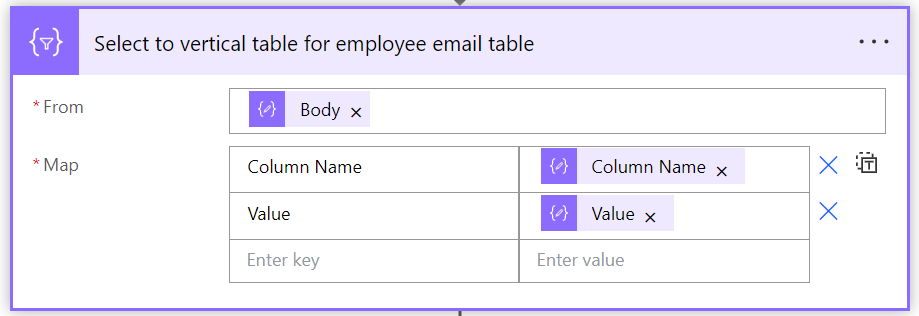 Select to vertical table for employee email table
* From
Body ×
* Map
Column Name
Column Name ×
Value
Value ×
Enter key
Enter value